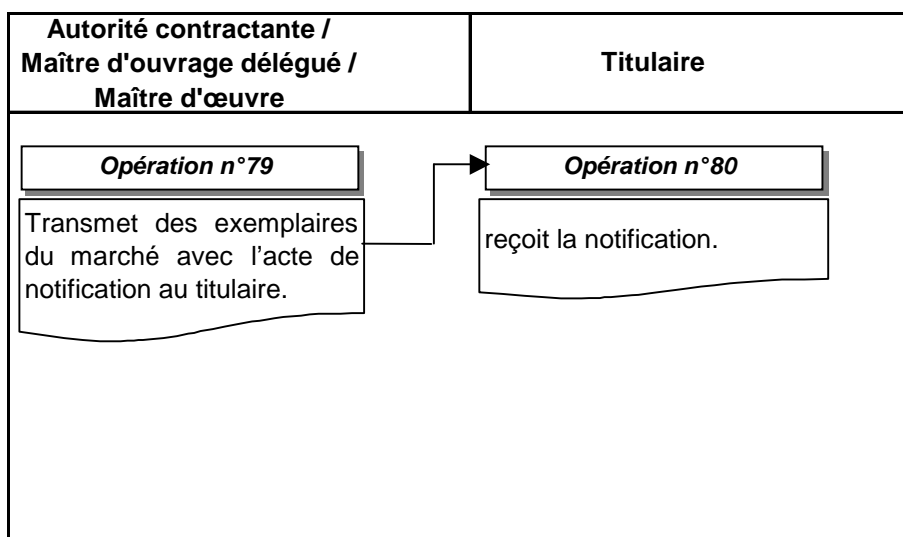 Autorité contractante /
Maître d'ouvrage délégué /
Maître d'œuvre
Titulaire
Opération n°79
Transmet des exemplaires
du marché avec l’acte de
notification au titulaire.
Opération n°80
reçoit la notification.